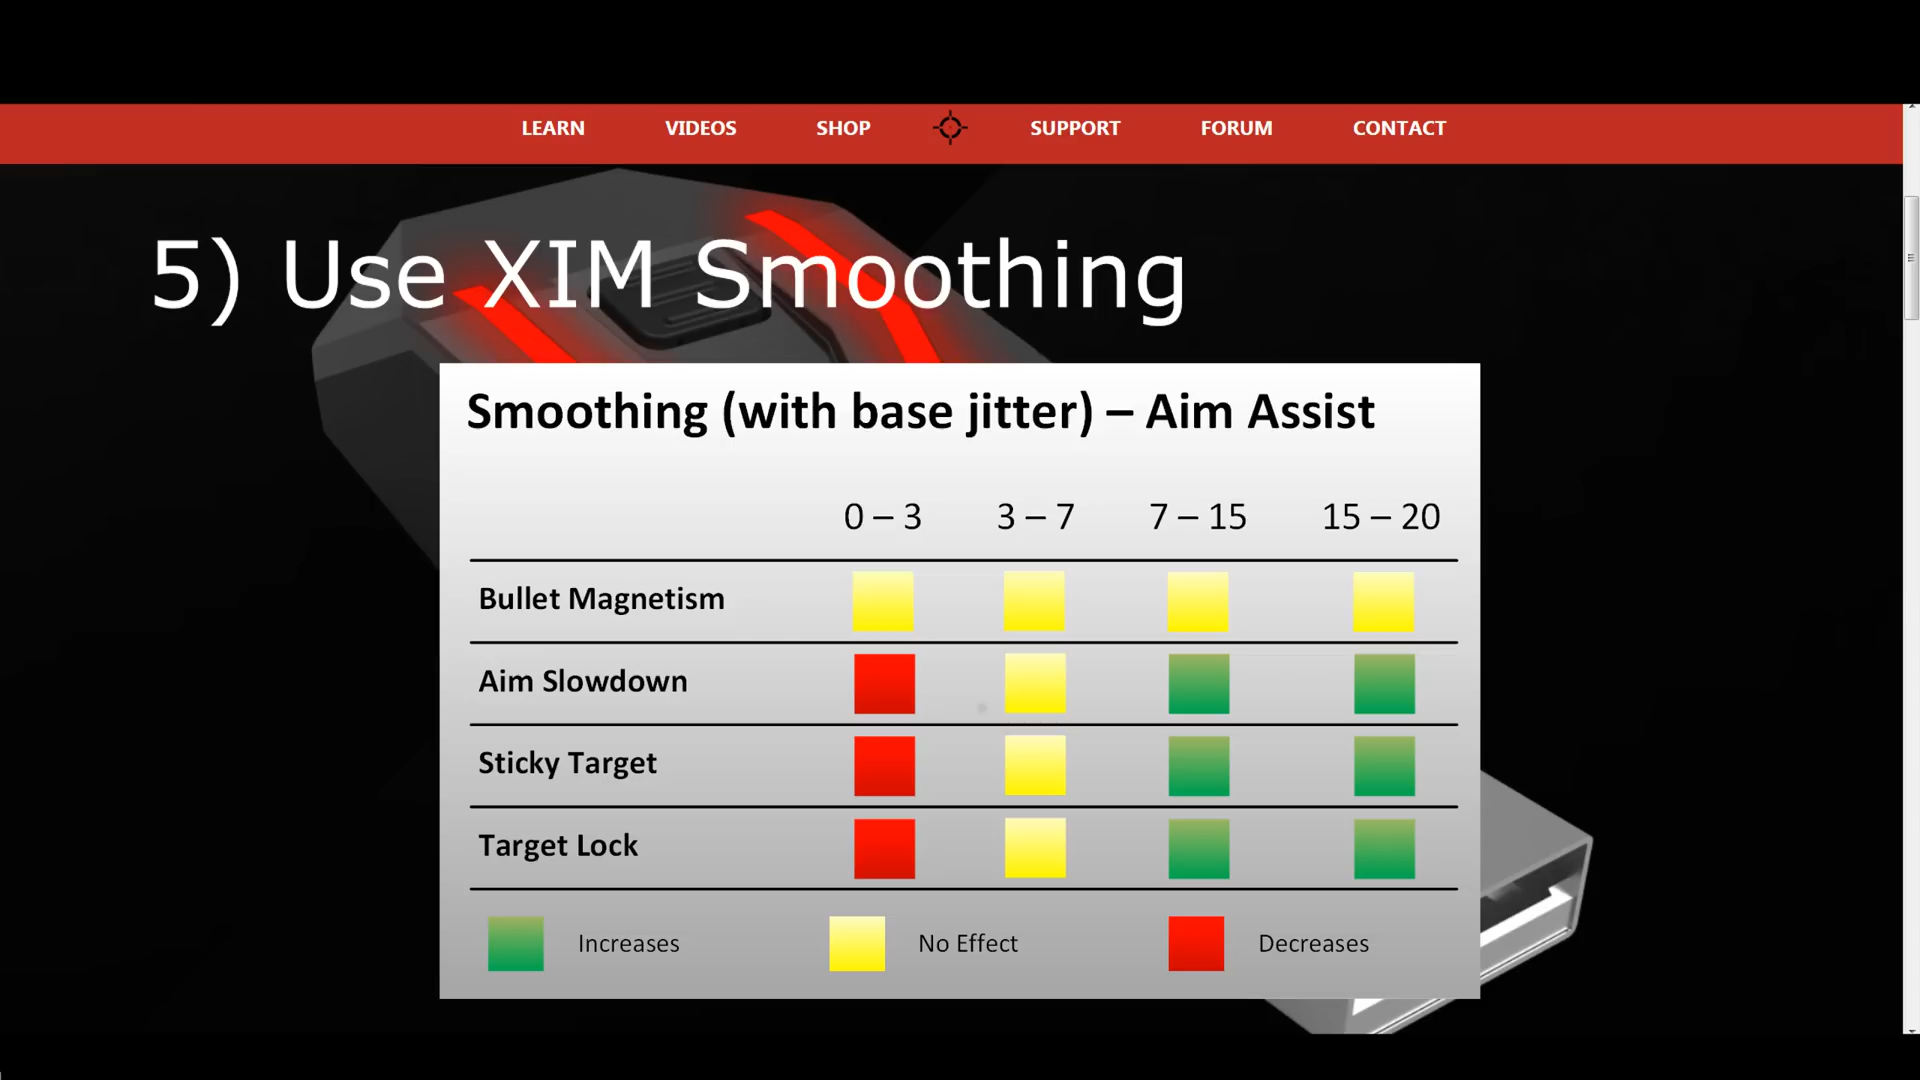 LEARN VIDEOS SHOP SUPPORT FORUM CONTACT
5) Use XIM Smoothing
Smoothing (with base jitter) – Aim Assist
0 – 3 3 – 7 7 – 15 15 – 20
Bullet Magnetism
Aim Slowdown
Sticky Target
Target Lock
Increases No Effect Decreases